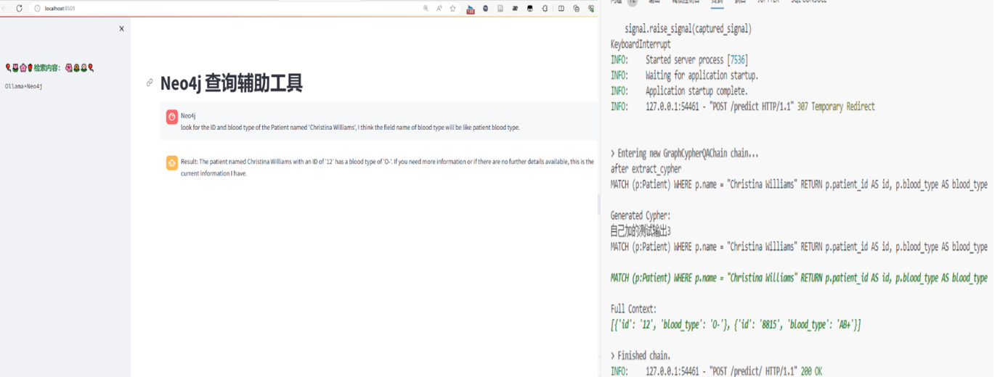 localhost:8501
检索内容：
Ollama+Neo4j
Neo4j 查询辅助工具
Neo4j
look for the ID and blood type of the Patient named 'Christina Williams', I think the field name of blood type will be like patient blood type.
Result: The patient named Christina Williams with an ID of '12' has a blood type of 'O-'. If you need more information or if there are no further details available, this is the
current information I have.
signal.raise_signal(captured_signal)
KeyboardInterrupt
INFO: Started server process [7536]
INFO: Waiting for application startup.
INFO: Application startup complete.
INFO: 127.0.0.1:54461 - "POST /predict HTTP/1.1" 307 Temporary Redirect
> Entering new GraphCypherQAChain chain...
after extract_cypher
MATCH (p:Patient) WHERE p.name = "Christina Williams" RETURN p.patient_id AS id, p.blood_type AS blood_type
Generated Cypher:
自己加的测试输出3
MATCH (p:Patient) WHERE p.name = "Christina Williams" RETURN p.patient_id AS id, p.blood_type AS blood_type
MATCH (p:Patient) WHERE p.name = "Christina Williams" RETURN p.patient_id AS id, p.blood_type AS blood_type
Full Context:
[{'id': '12', 'blood_type': 'O-'}, {'id': '8815', 'blood_type': 'AB+'}]
> Finished chain.
INFO: 127.0.0.1:54461 - "POST /predict/ HTTP/1.1" 200 OK